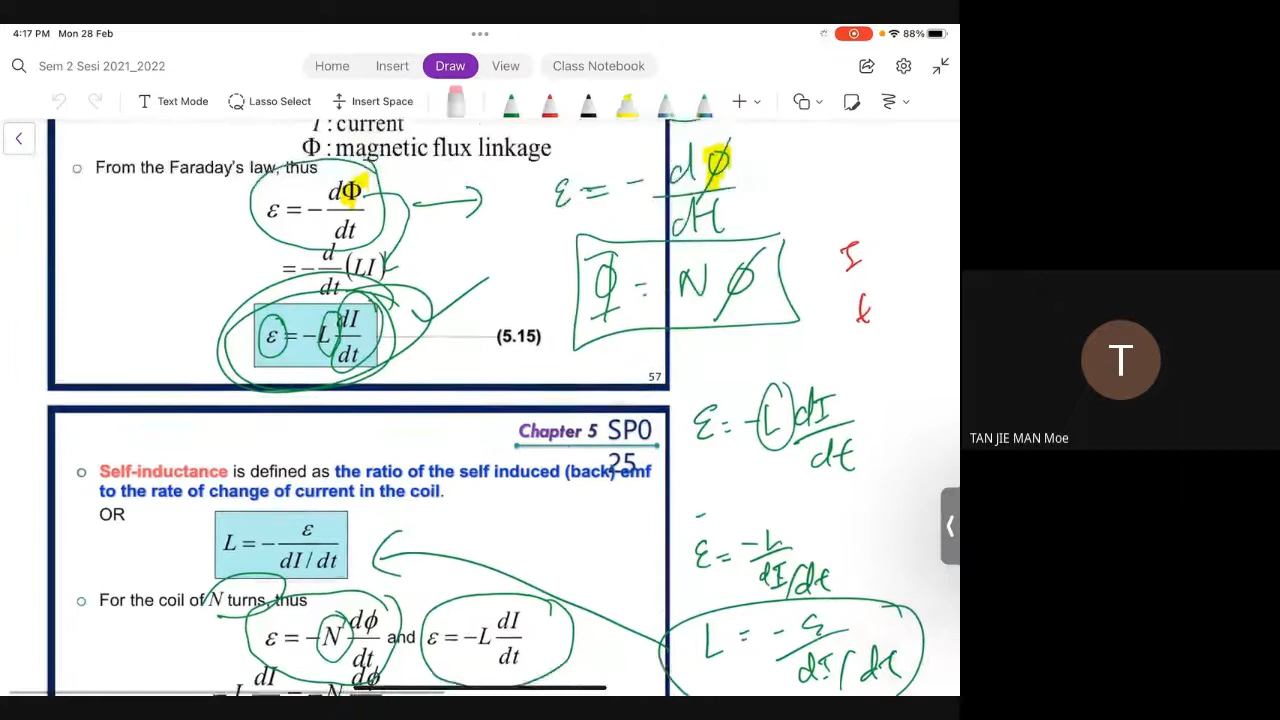 4:17 PM Mon 28 Feb
88%
Sem 2 Sesi 2021_2022
Home Insert Draw View Class Notebook
Text Mode Lasso Select Insert Space
I : current
Φ : magnetic flux linkage
From the Faraday's law, thus
ε = − dΦ/dt
= − d/dt (LI)
ε = −L dI/dt
(5.15)
57
ε = − dφ/dt
Φ = Nφ
I
t
ε = −L dI/dt
Chapter 5 SPO
25
Self-inductance is defined as the ratio of the self induced (back) emf
to the rate of change of current in the coil.
OR
L = − ε/(dI / dt)
ε = −L/(dI/dt)
L = − ε/(dI/dt)
For the coil of N turns, thus
ε = −N dφ/dt and ε = −L dI/dt
−L dI = −N dφ
TAN JIE MAN Moe
T